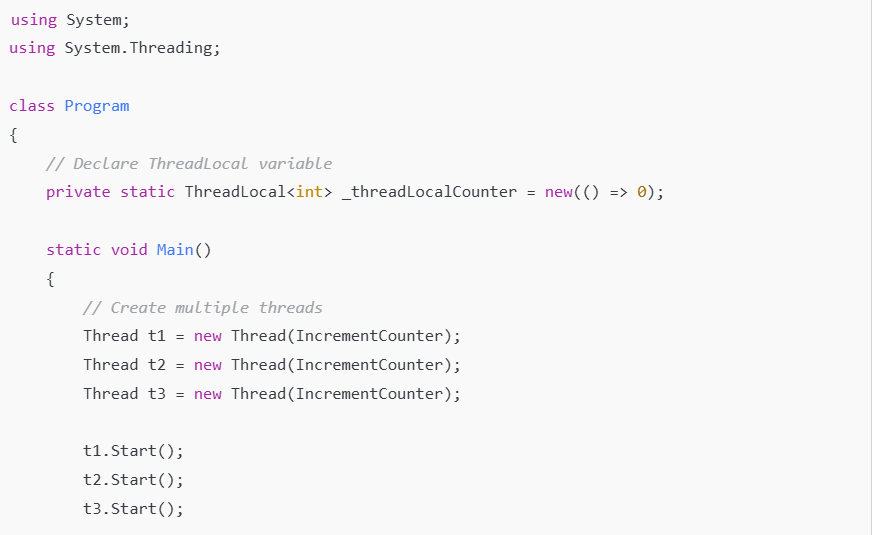 using System;
using System.Threading;
class Program
{
// Declare ThreadLocal variable
private static ThreadLocal<int> _threadLocalCounter = new(() => 0);
static void Main()
{
// Create multiple threads
Thread t1 = new Thread(IncrementCounter);
Thread t2 = new Thread(IncrementCounter);
Thread t3 = new Thread(IncrementCounter);
t1.Start();
t2.Start();
t3.Start();